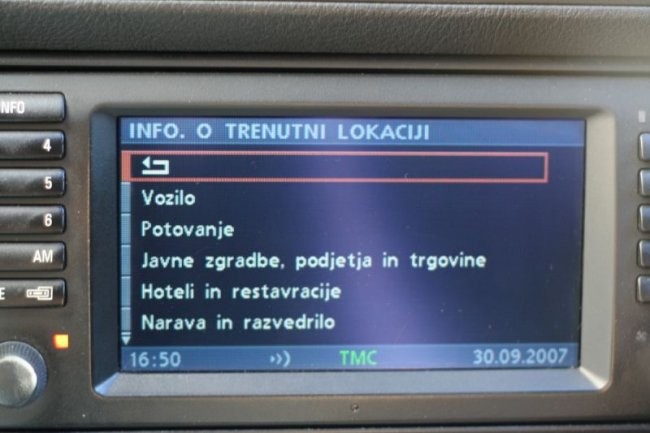 INFO
4
5
6
AM
E
INFO. O TRENUTNI LOKACIJI
Vozilo
Potovanje
Javne zgradbe, podjetja in trgovine
Hoteli in restavracije
Narava in razvedrilo
16:50 TMC 30.09.2007